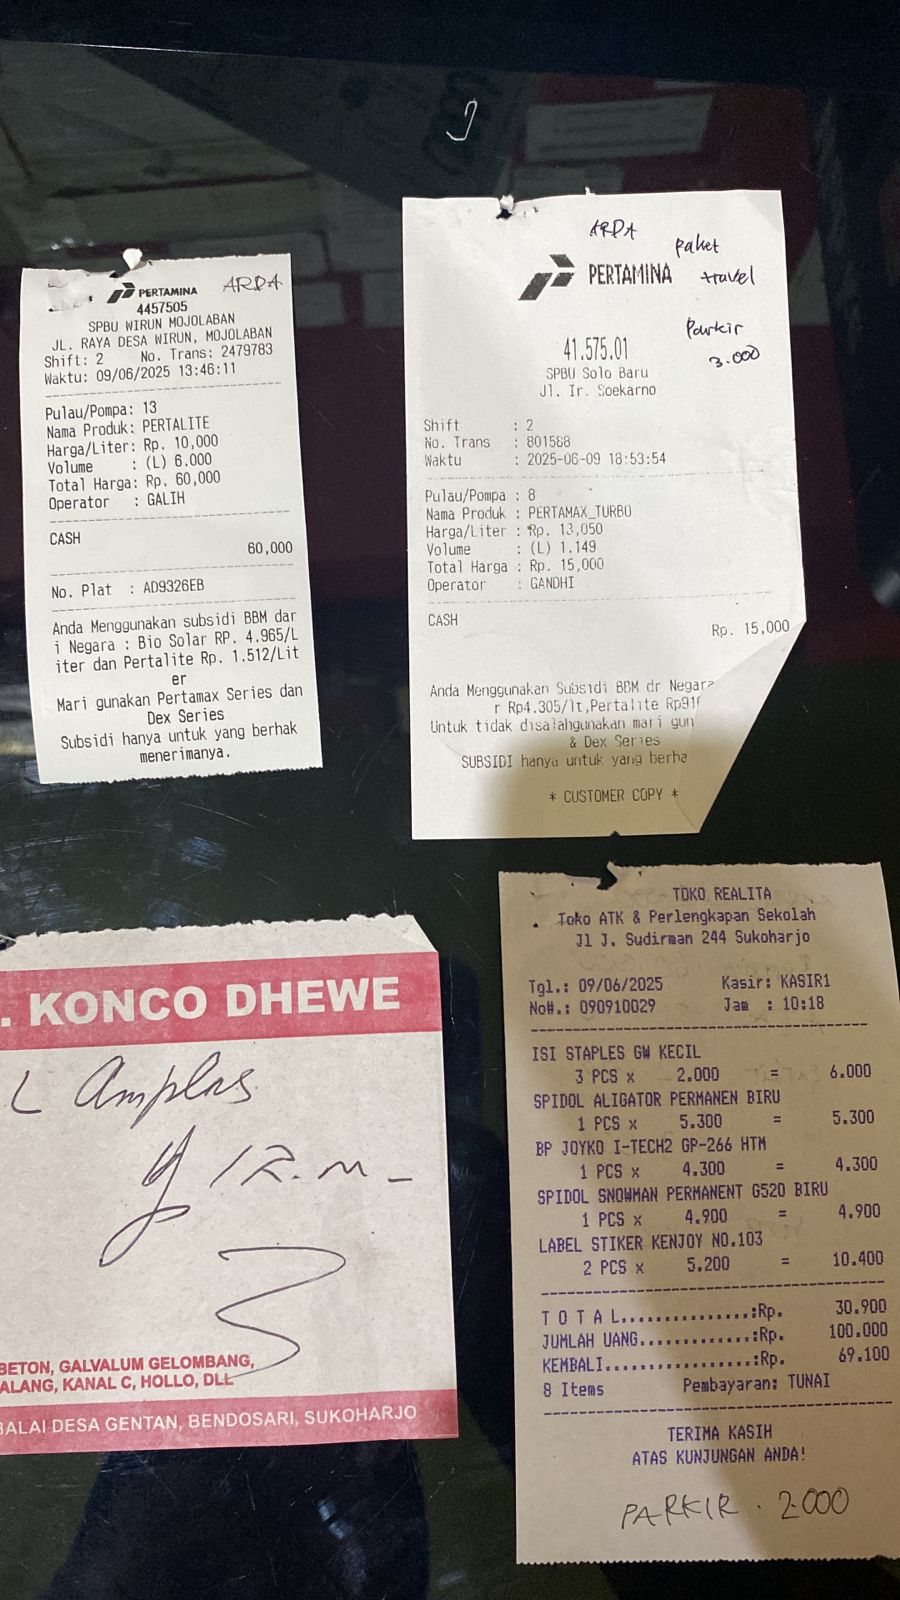 ARDA
PERTAMINA
4457505
SPBU WIRUN MOJOLABAN
JL. RAYA DESA WIRUN, MOJOLABAN
Shift: 2 No. Trans: 2479783
Waktu: 09/06/2025 13:46:11
Pulau/Pompa: 13
Nama Produk: PERTALITE
Harga/Liter: Rp. 10,000
Volume : (L) 6.000
Total Harga: Rp. 60,000
Operator : GALIH
CASH
60,000
No. Plat : AD9326EB
Anda Menggunakan subsidi BBM dar
i Negara : Bio Solar RP. 4.965/L
iter dan Pertalite Rp. 1.512/Lit
er
Mari gunakan Pertamax Series dan
Dex Series
Subsidi hanya untuk yang berhak
menerimanya.
ARDA
paket
travel
PERTAMINA
Parkir
3.000
41.575.01
SPBU Solo Baru
Jl. Ir. Soekarno
Shift : 2
No. Trans : 801588
Waktu : 2025-06-09 18:53:54
Pulau/Pompa : 8
Nama Produk : PERTAMAX_TURBO
Harga/Liter : Rp. 13,050
Volume : (L) 1.149
Total Harga : Rp. 15,000
Operator : GANDHI
CASH
Rp. 15,000
Anda Menggunakan Subsidi BBM dr Negara
r Rp4.305/lt,Pertalite Rp91
Untuk tidak disalahgunakan mari gun
& Dex Series
SUBSIDI hanya untuk yang berha
* CUSTOMER COPY *
. KONCO DHEWE
L Amplas
12.m._
BETON, GALVALUM GELOMBANG,
ALANG, KANAL C, HOLLO, DLL
BALAI DESA GENTAN, BENDOSARI, SUKOHARJO
TOKO REALITA
Toko ATK & Perlengkapan Sekolah
Jl J. Sudirman 244 Sukoharjo
Tgl.: 09/06/2025 Kasir: KASIR1
No#.: 090910029 Jam : 10:18
ISI STAPLES GW KECIL
3 PCS x 2.000 = 6.000
SPIDOL ALIGATOR PERMANEN BIRU
1 PCS x 5.300 = 5.300
BP JOYKO I-TECH2 GP-266 HTM
1 PCS x 4.300 = 4.300
SPIDOL SNOWMAN PERMANENT G520 BIRU
1 PCS x 4.900 = 4.900
LABEL STIKER KENJOY NO.103
2 PCS x 5.200 = 10.400
T O T A L...............:Rp. 30.900
JUMLAH UANG.............:Rp. 100.000
KEMBALI.................:Rp. 69.100
8 Items Pembayaran: TUNAI
TERIMA KASIH
ATAS KUNJUNGAN ANDA!
PARKIR . 2.000